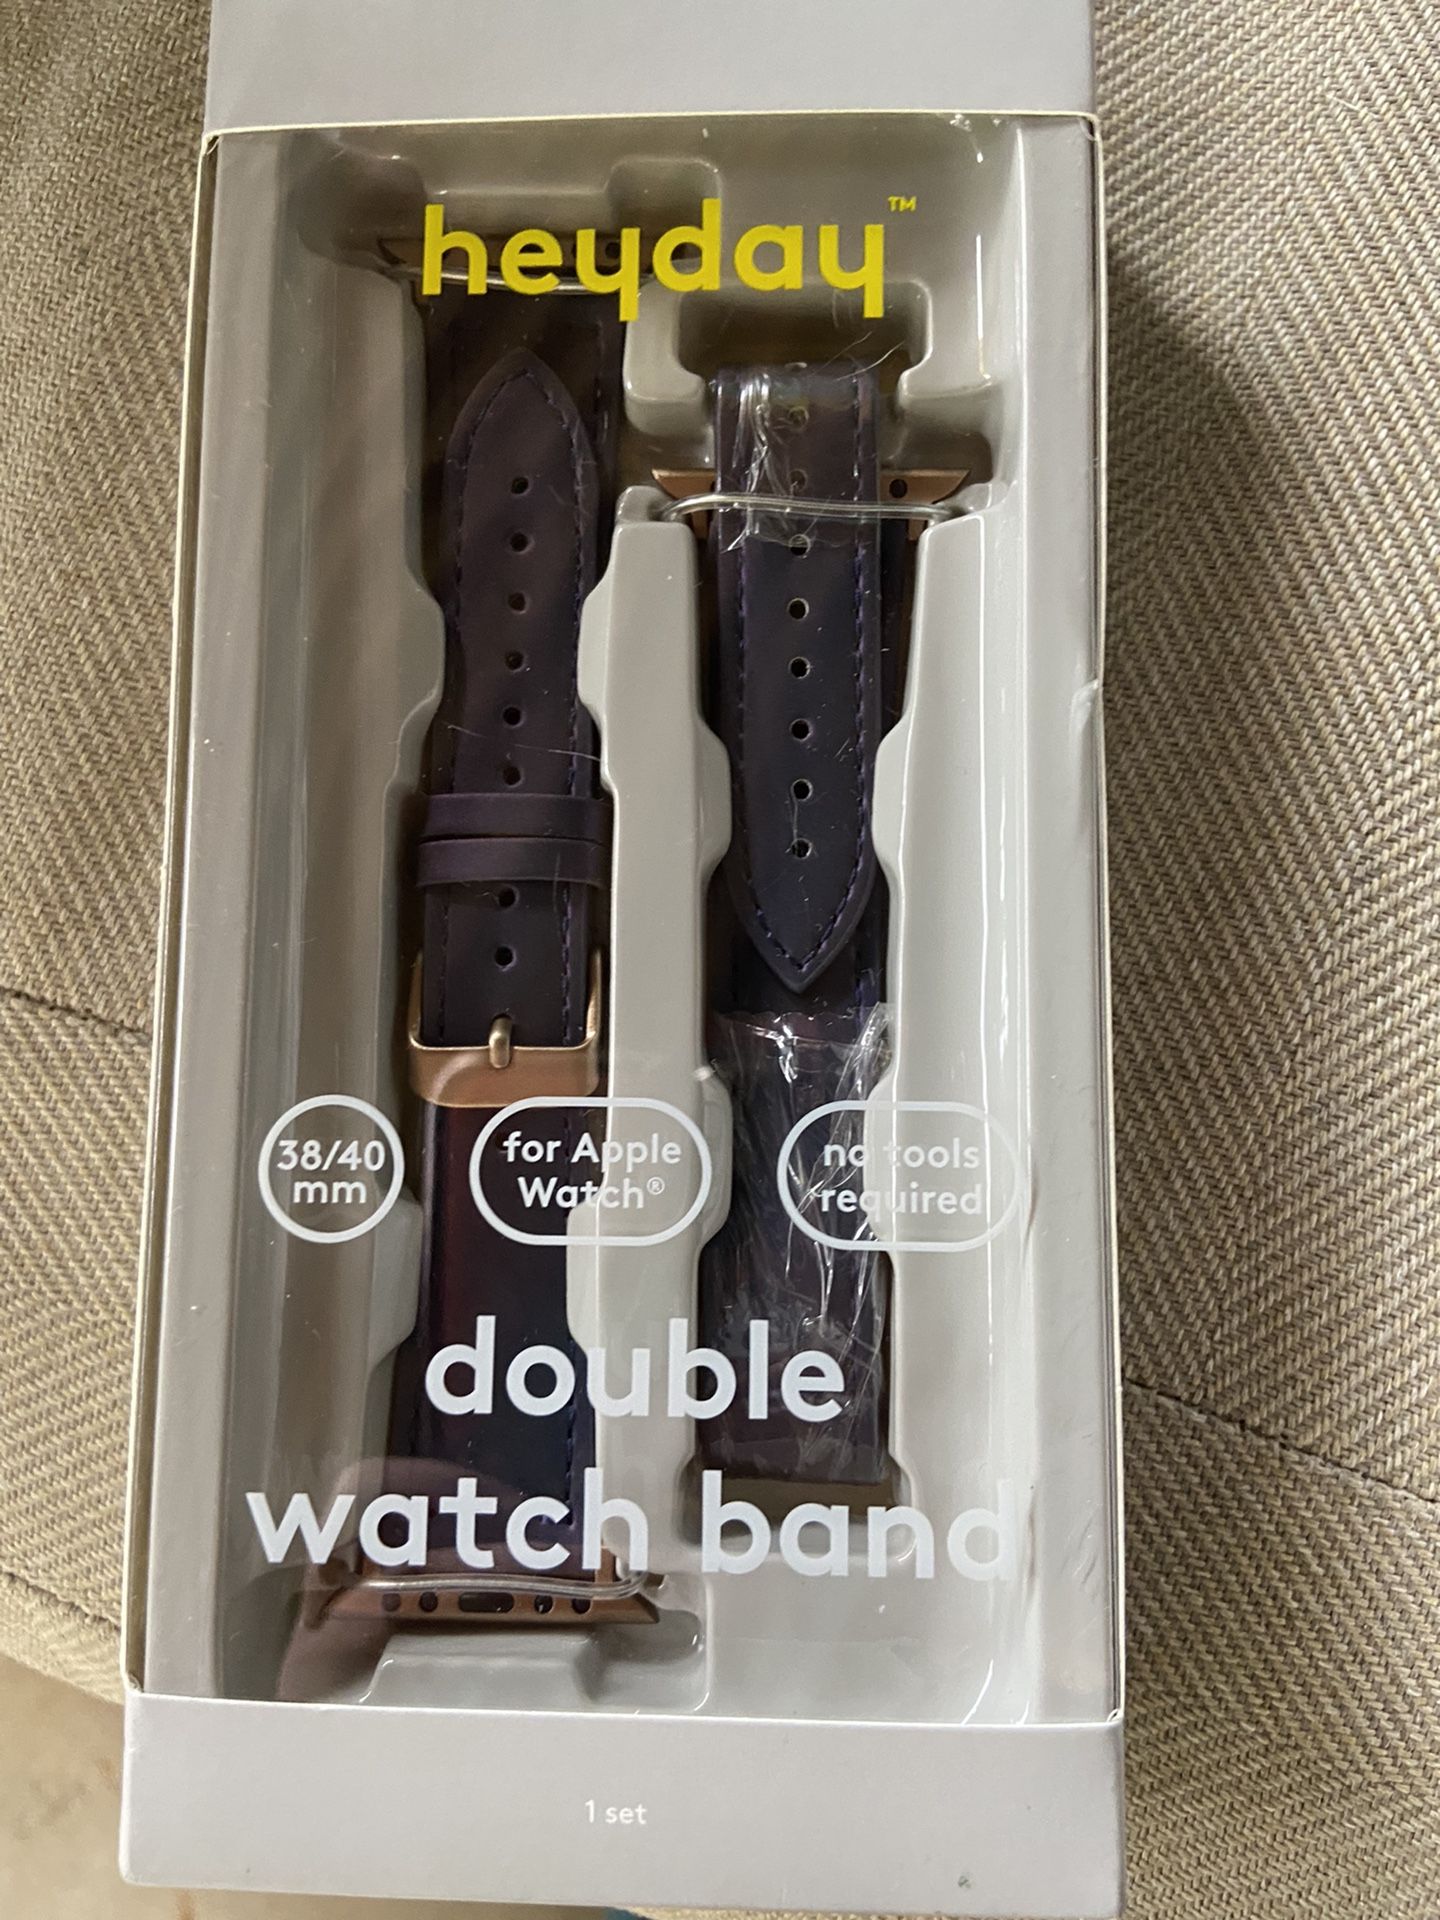 heyday™
38/40
mm
for Apple
Watch®
no tools
required
double
watch band
1 set